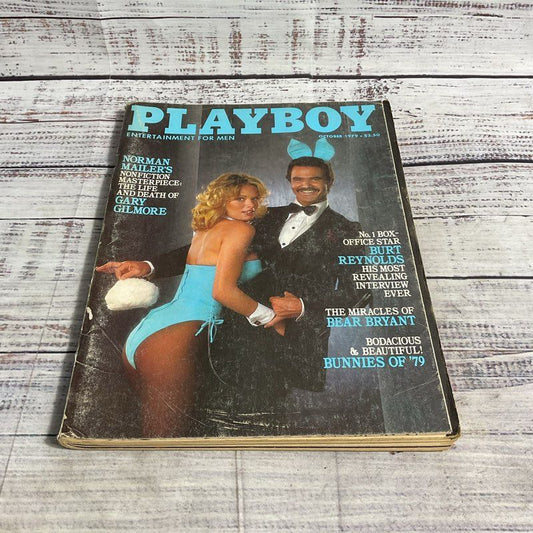 PLAYBOY
ENTERTAINMENT FOR MEN
OCTOBER 1979 • $2.50
NORMAN
MAILER'S
NONFICTION
MASTERPIECE:
THE LIFE
AND DEATH OF
GARY
GILMORE
No. 1 BOX-
OFFICE STAR
BURT
REYNOLDS
HIS MOST
REVEALING
INTERVIEW
EVER
THE MIRACLES OF
BEAR BRYANT
BODACIOUS
& BEAUTIFUL!
BUNNIES OF '79